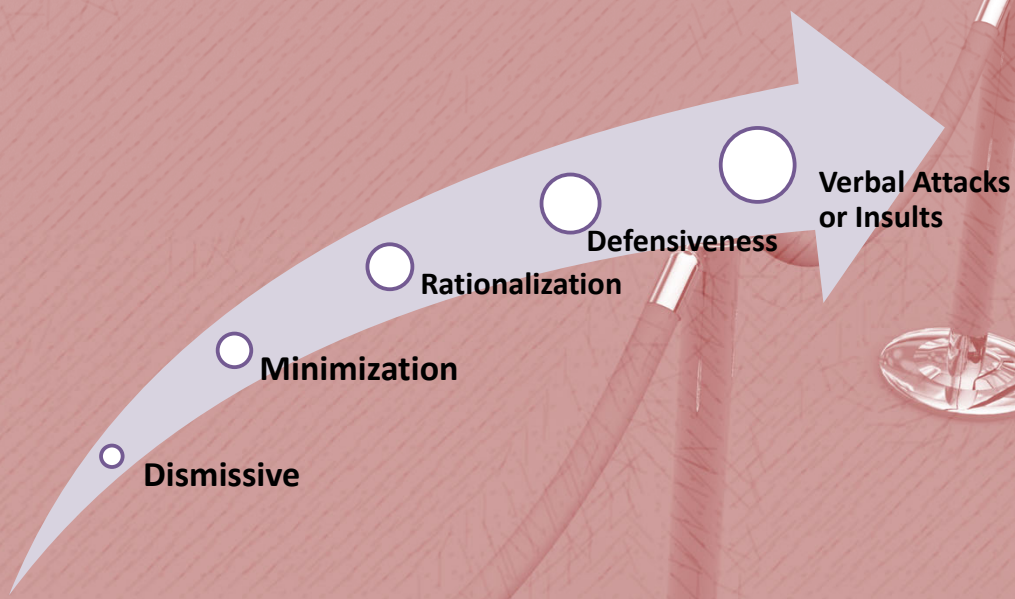 Verbal Attacks
or Insults
Defensiveness
Rationalization
Minimization
Dismissive